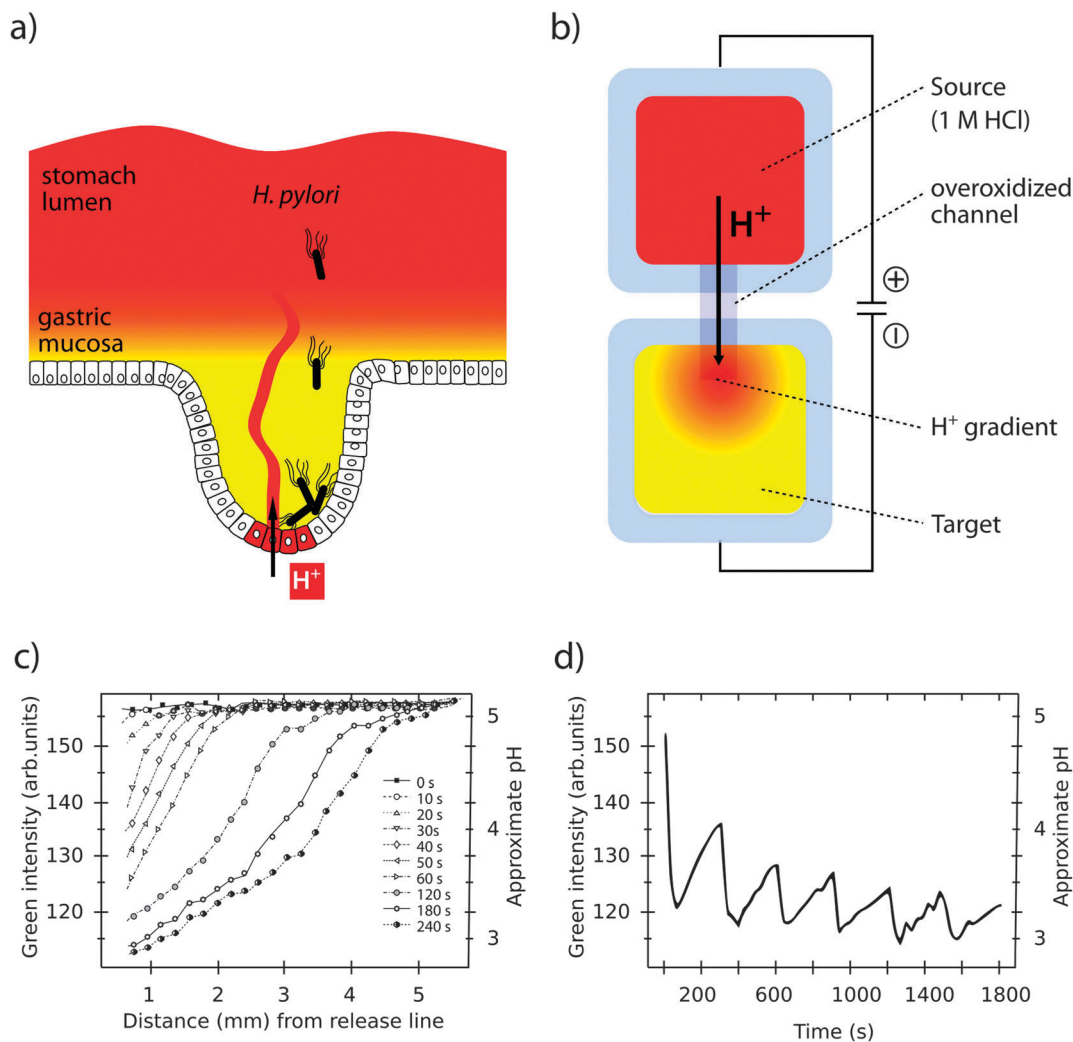 a)
stomach
lumen
H. pylori
gastric
mucosa
H+
b)
Source
(1 M HCl)
overoxidized
channel
H+
+
−
H+ gradient
Target
c)
Green intensity (arb.units)
150
140
130
120
5
4
3
Approximate pH
0 s
10 s
20 s
30s
40 s
50 s
60 s
120 s
180 s
240 s
1 2 3 4 5
Distance (mm) from release line
d)
Green intensity (arb.units)
150
140
130
120
5
4
3
Approximate pH
200 600 1000 1400 1800
Time (s)